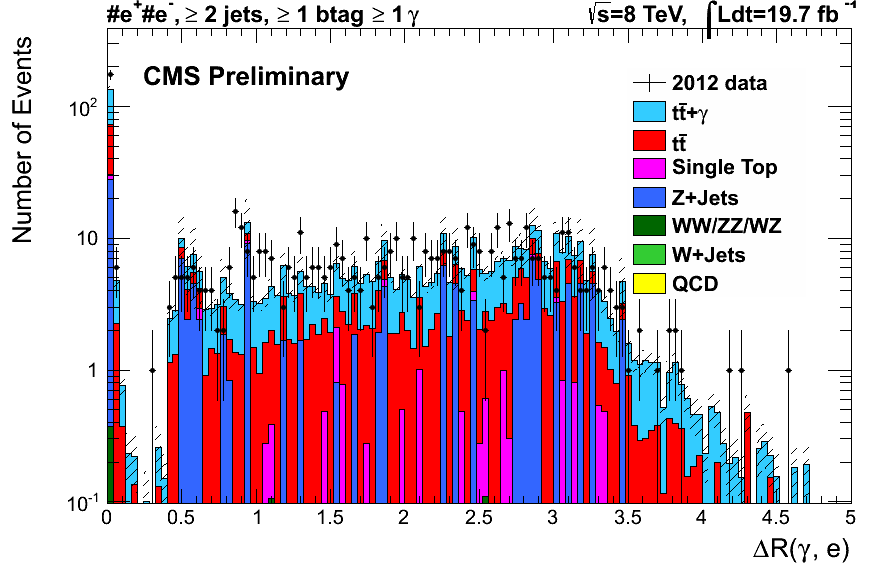 #e⁺#e⁻, ≥ 2 jets, ≥ 1 btag ≥ 1 γ
√s=8 TeV, ∫Ldt=19.7 fb⁻¹
CMS Preliminary
Number of Events
2012 data
tt̄+γ
tt̄
Single Top
Z+Jets
WW/ZZ/WZ
W+Jets
QCD
10²
10
1
10⁻¹
0 0.5 1 1.5 2 2.5 3 3.5 4 4.5 5
ΔR(γ, e)